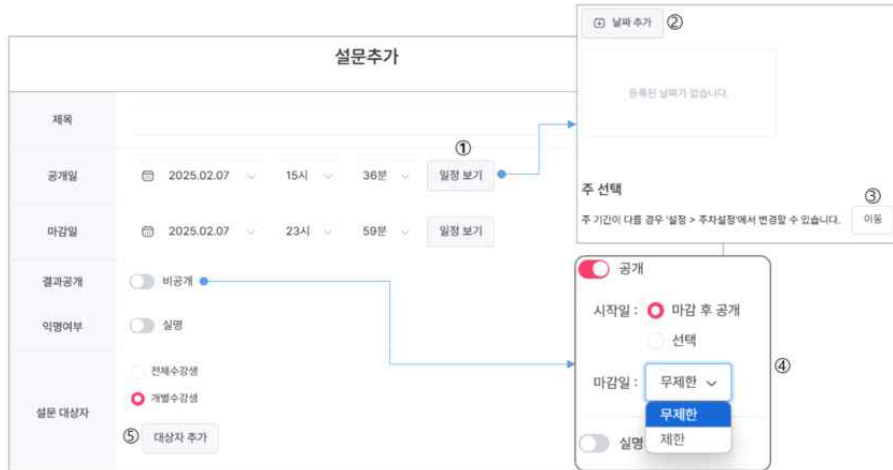 설문추가
제목
공개일 2025.02.07 15시 36분 ① 일정 보기
마감일 2025.02.07 23시 59분 일정 보기
결과공개 비공개
익명여부 실명
설문 대상자
전체수강생
개별수강생
⑤ 대상자 추가
날짜 추가 ②
등록된 날짜가 없습니다.
주 선택
주 기간이 다를 경우 '설정 > 주차설정'에서 변경할 수 있습니다. ③ 이동
공개
시작일 : 마감 후 공개
선택
마감일 : 무제한 ④
무제한
제한
실명